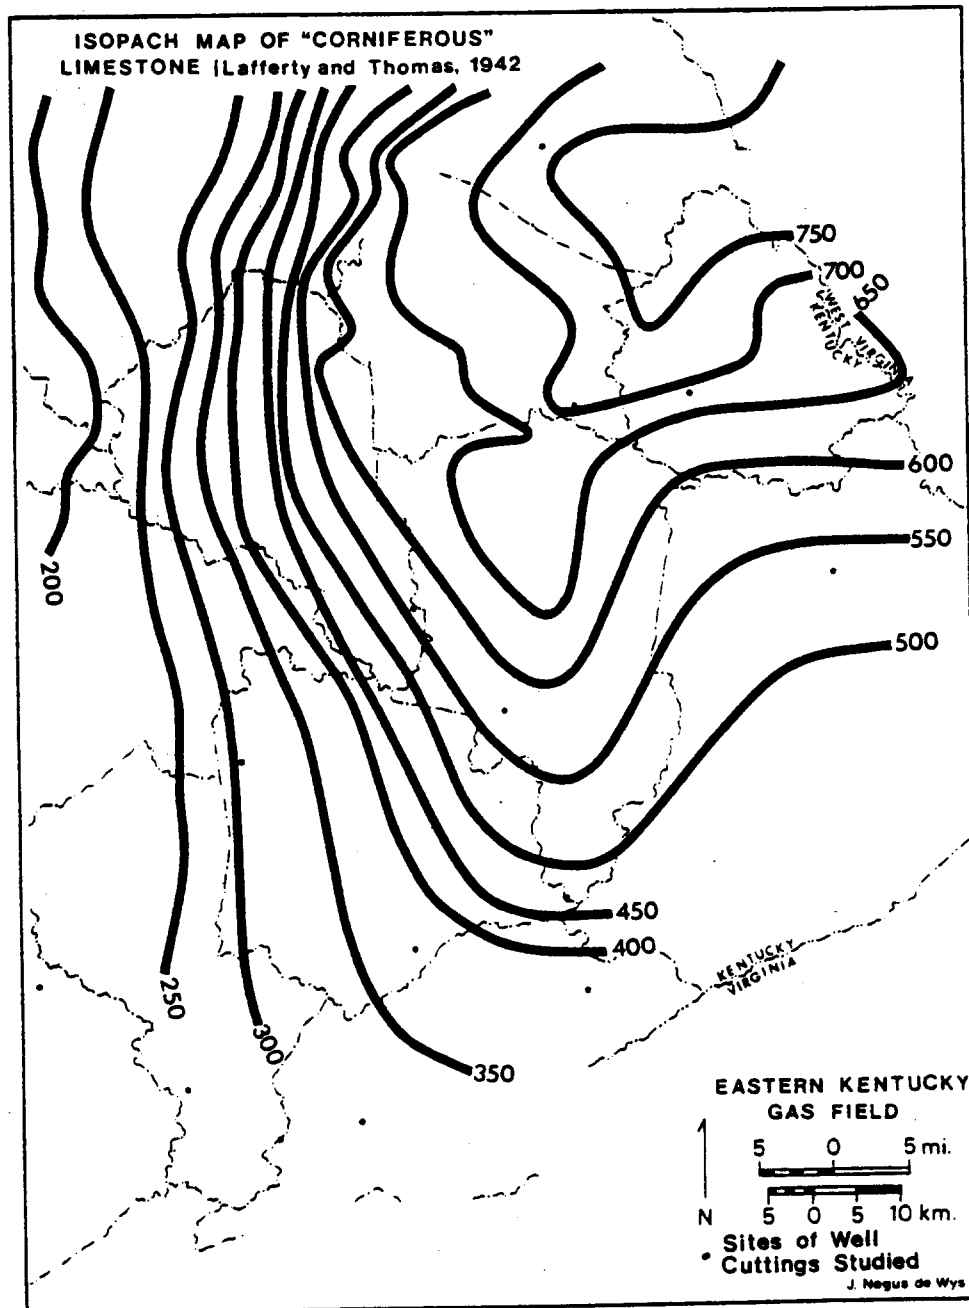 ISOPACH MAP OF "CORNIFEROUS"
LIMESTONE (Lafferty and Thomas, 1942
750
700
650
WEST VIRGINIA
KENTUCKY
600
550
500
200
450
400
KENTUCKY
VIRGINIA
250
300
350
EASTERN KENTUCKY
GAS FIELD
5 0 5 mi.
N
5 0 5 10 km.
Sites of Well
Cuttings Studied
J. Negus de Wys